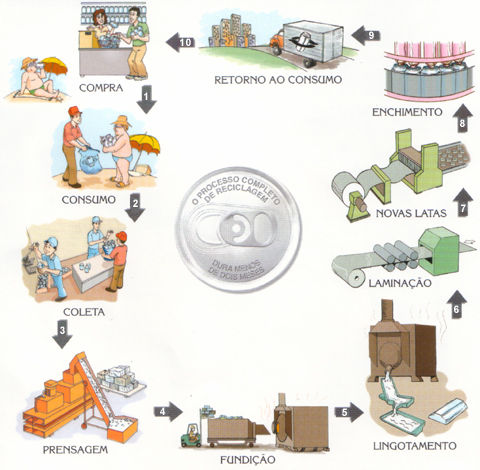 COMPRA
1
CONSUMO
2
COLETA
3
PRENSAGEM
4
FUNDIÇÃO
5
LINGOTAMENTO
6
LAMINAÇÃO
7
NOVAS LATAS
8
ENCHIMENTO
9
RETORNO AO CONSUMO
10
O PROCESSO COMPLETO
DE RECICLAGEM
DURA MENOS
DE DOIS MESES